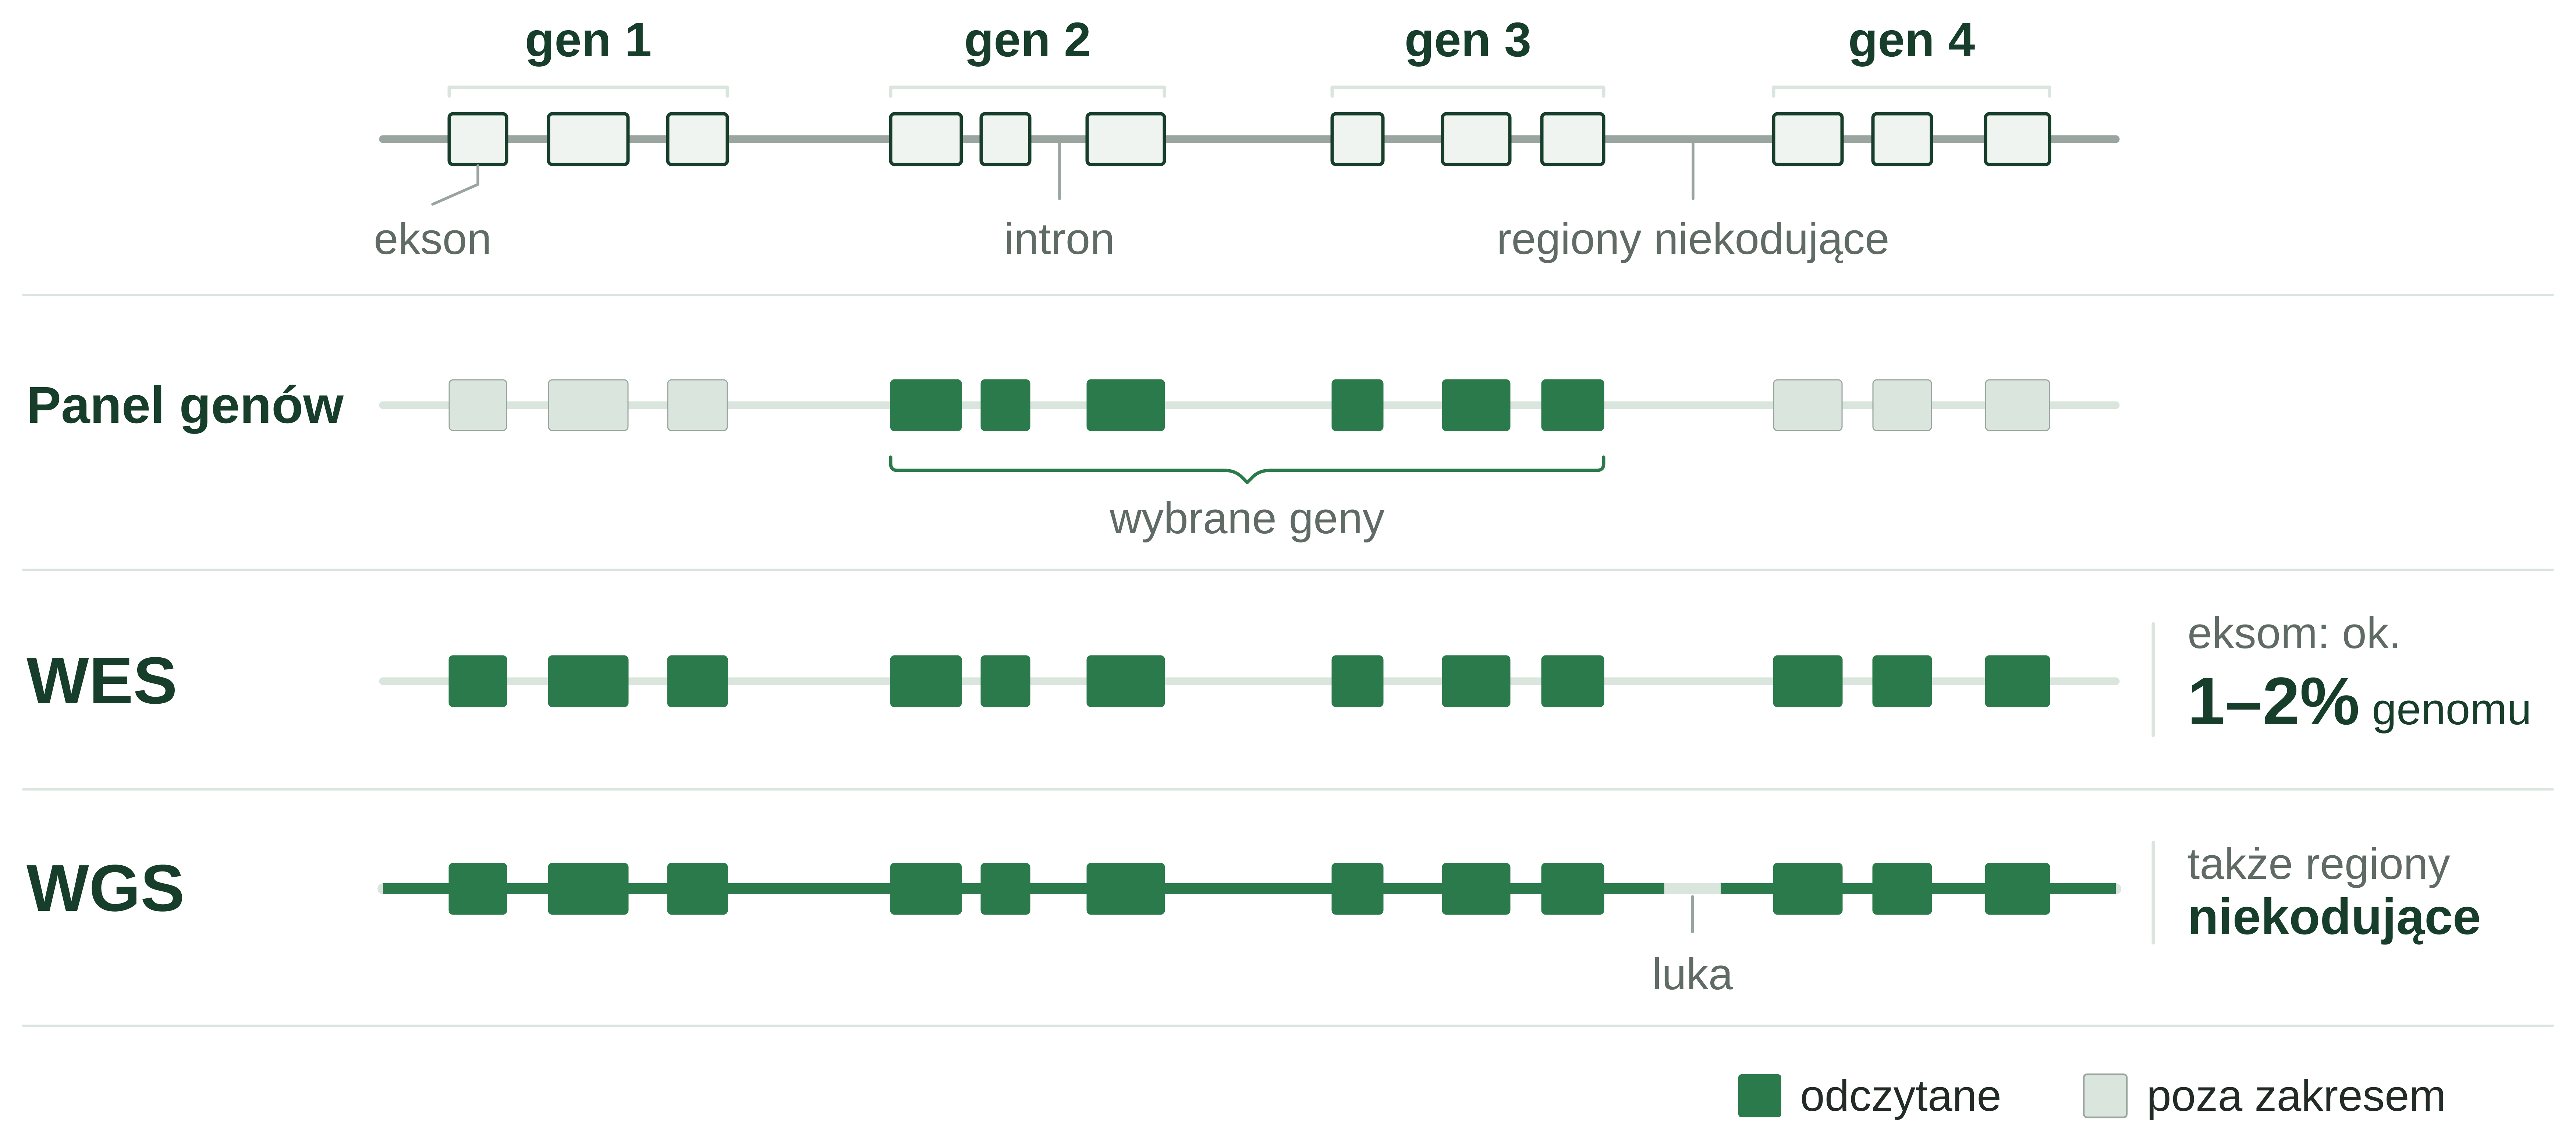 gen 1
gen 2
gen 3
gen 4
ekson
intron
regiony niekodujące
Panel genów
wybrane geny
WES
eksom: ok.
1–2% genomu
WGS
także regiony
niekodujące
luka
odczytane
poza zakresem